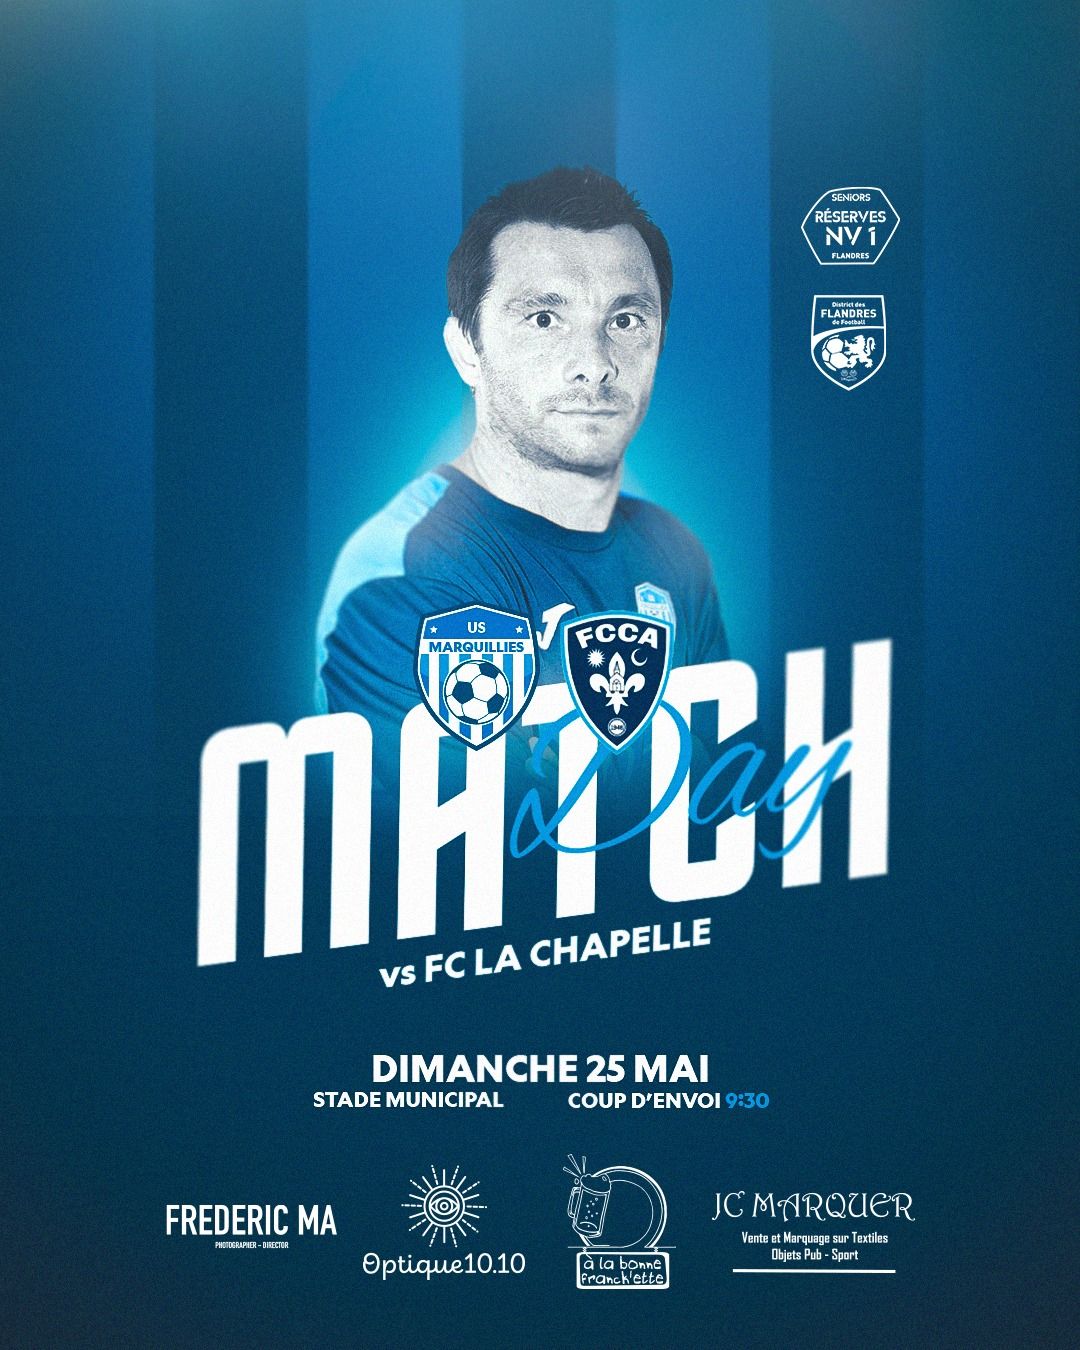 SENIORS
RÉSERVES
NV 1
FLANDRES
District des
FLANDRES
de Football
US
MARQUILLIES
FCCA
MATCH
Day
vs FC LA CHAPELLE
DIMANCHE 25 MAI
STADE MUNICIPAL
COUP D'ENVOI 9:30
FREDERIC MA
PHOTOGRAPHER - DIRECTOR
Optique10.10
à la bonne
franch'ette
JC MARQUER
Vente et Marquage sur Textiles
Objets Pub - Sport